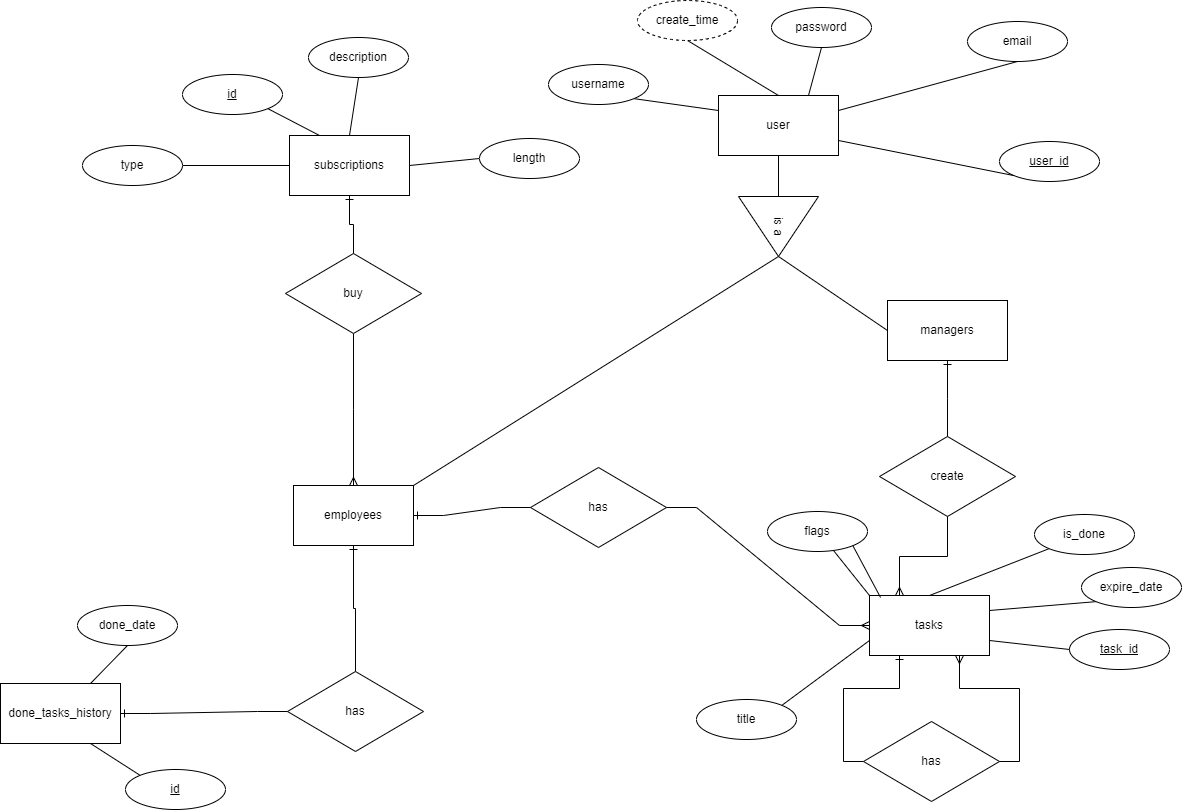 create_time
password
email
description
username
id
user
subscriptions
length
type
user_id
is a
buy
managers
create
has
employees
flags
is_done
expire_date
done_date
tasks
task_id
done_tasks_history
has
title
has
id